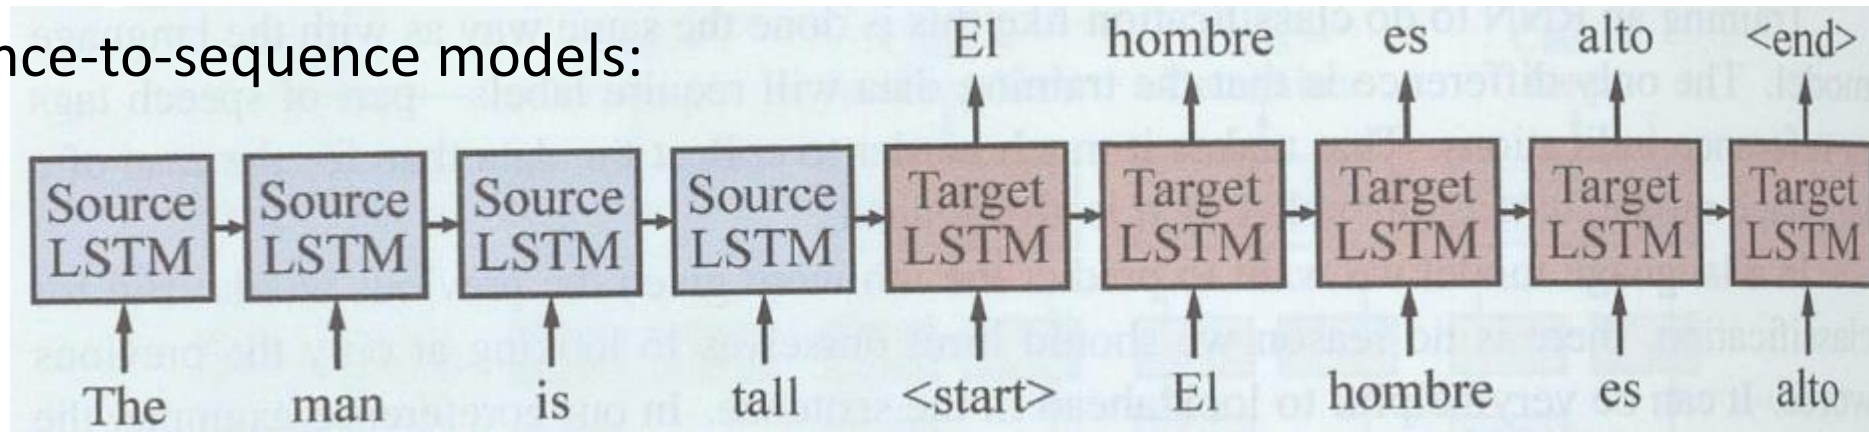 nce-to-sequence models:
El hombre es alto <end>
Source LSTM Source LSTM Source LSTM Source LSTM Target LSTM Target LSTM Target LSTM Target LSTM Target LSTM
The man is tall <start> El hombre es alto